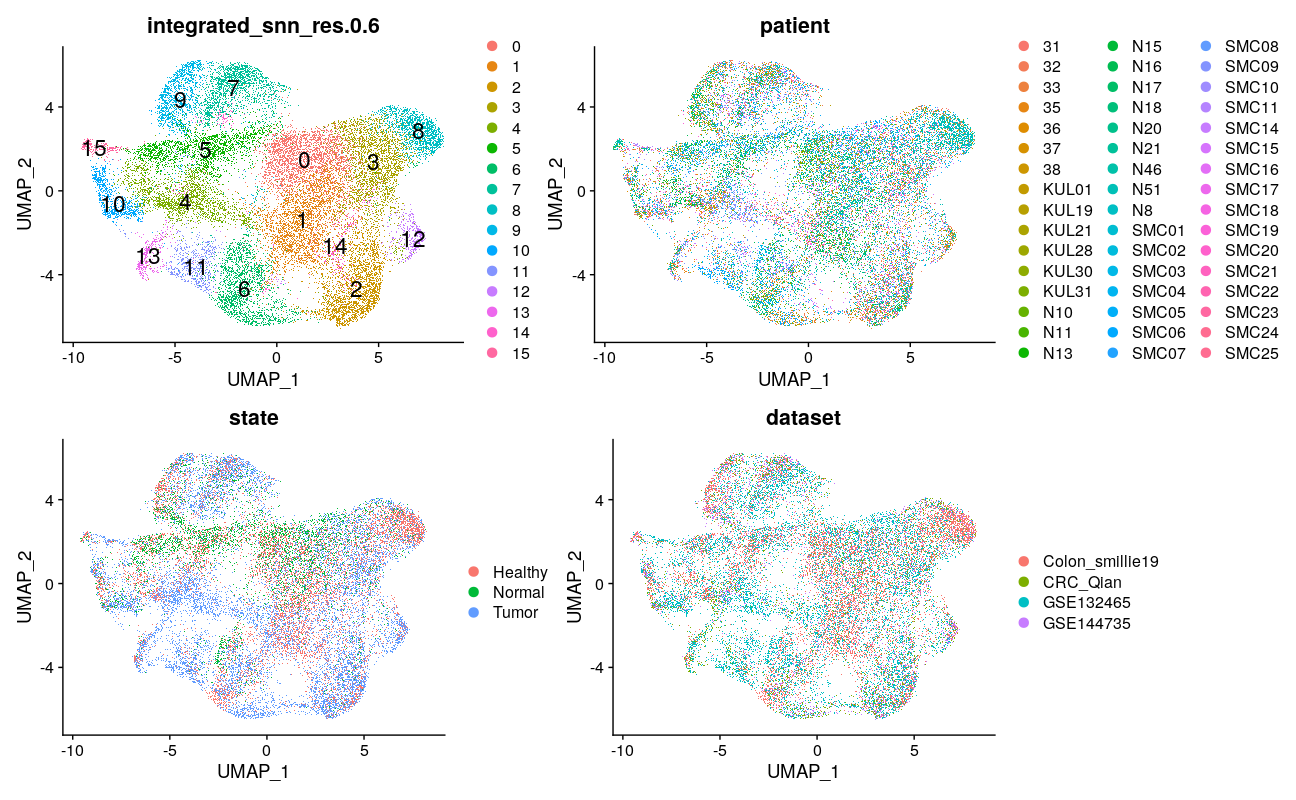 integrated_snn_res.0.6
UMAP_2
4
0
-4
-10
-5
0
5
UMAP_1
9
7
15
5
10
4
13
11
6
0
3
8
1
14
12
2
0
1
2
3
4
5
6
7
8
9
10
11
12
13
14
15
patient
UMAP_2
4
0
-4
-10
-5
0
5
UMAP_1
31
32
33
35
36
37
38
KUL01
KUL19
KUL21
KUL28
KUL30
KUL31
N10
N11
N13
N15
N16
N17
N18
N20
N21
N46
N51
N8
SMC01
SMC02
SMC03
SMC04
SMC05
SMC06
SMC07
SMC08
SMC09
SMC10
SMC11
SMC14
SMC15
SMC16
SMC17
SMC18
SMC19
SMC20
SMC21
SMC22
SMC23
SMC24
SMC25
state
UMAP_2
4
0
-4
-10
-5
0
5
UMAP_1
Healthy
Normal
Tumor
dataset
UMAP_2
4
0
-4
-10
-5
0
5
UMAP_1
Colon_smillie19
CRC_Qian
GSE132465
GSE144735